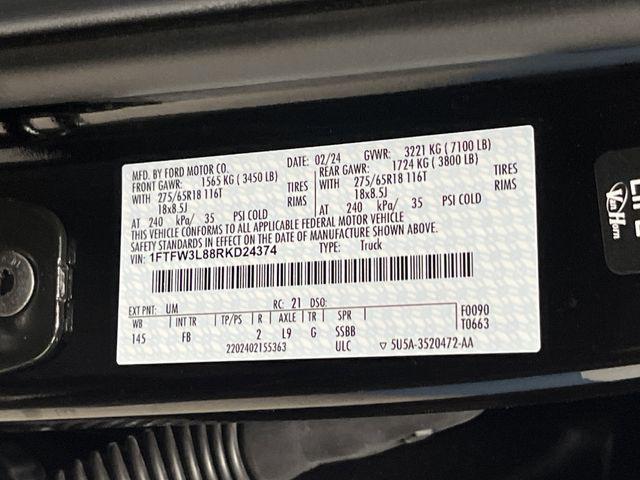 MFD. BY FORD MOTOR CO.
DATE: 02/24 GVWR: 3221 KG ( 7100 LB)
FRONT GAWR: 1565 KG ( 3450 LB)
REAR GAWR: 1724 KG ( 3800 LB)
WITH 275/65R18 116T TIRES
WITH 275/65R18 116T TIRES
18x8.5J RIMS
18x8.5J RIMS
AT 240 kPa/ 35 PSI COLD
AT 240 kPa/ 35 PSI COLD
THIS VEHICLE CONFORMS TO ALL APPLICABLE FEDERAL MOTOR VEHICLE
SAFETY STANDARDS IN EFFECT ON THE DATE OF MANUFACTURE SHOWN ABOVE.
VIN: 1FTFW3L88RKD24374 TYPE: Truck
EXT PNT: UM RC: 21 DSO:
WB INT TR TP/PS R AXLE TR SPR F0090
145 FB 2 L9 G SSBB T0663
2202402155363 ULC ▽ 5U5A-3520472-AA
Van Horn